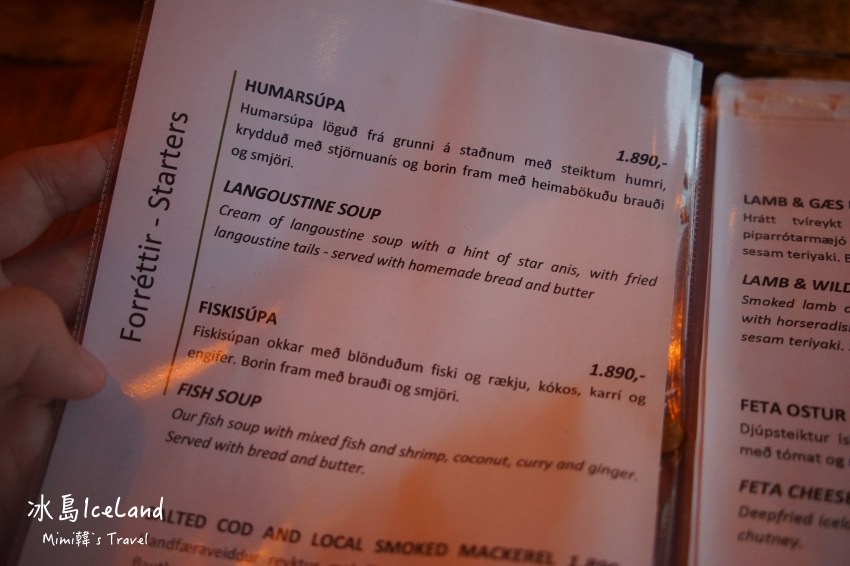 Forréttir - Starters
HUMARSÚPA
1.890,-
Humarsúpa löguð frá grunni á staðnum með steiktum humri,
krydduð með stjörnuanís og borin fram með heimabökuðu brauði
og smjöri.
LANGOUSTINE SOUP
Cream of langoustine soup with a hint of star anis, with fried
langoustine tails - served with homemade bread and butter
FISKISÚPA
1.890,-
Fiskisúpan okkar með blönduðum fiski og rækju, kókos, karrí og
engifer. Borin fram með brauði og smjöri.
FISH SOUP
Our fish soup with mixed fish and shrimp, coconut, curry and ginger.
Served with bread and butter.
SALTED COD AND LOCAL SMOKED MACKEREL
LAMB & GÆS
Hrátt tvíreykt
piparrótarmæjó
sesam teriyaki.
LAMB & WILD
Smoked lamb
with horseradish
sesam teriyaki.
FETA OSTUR
Djúpsteiktur
með tómat og
FETA CHEESE
Deepfried
chutney.
冰島IceLand
Mimi韓's Travel